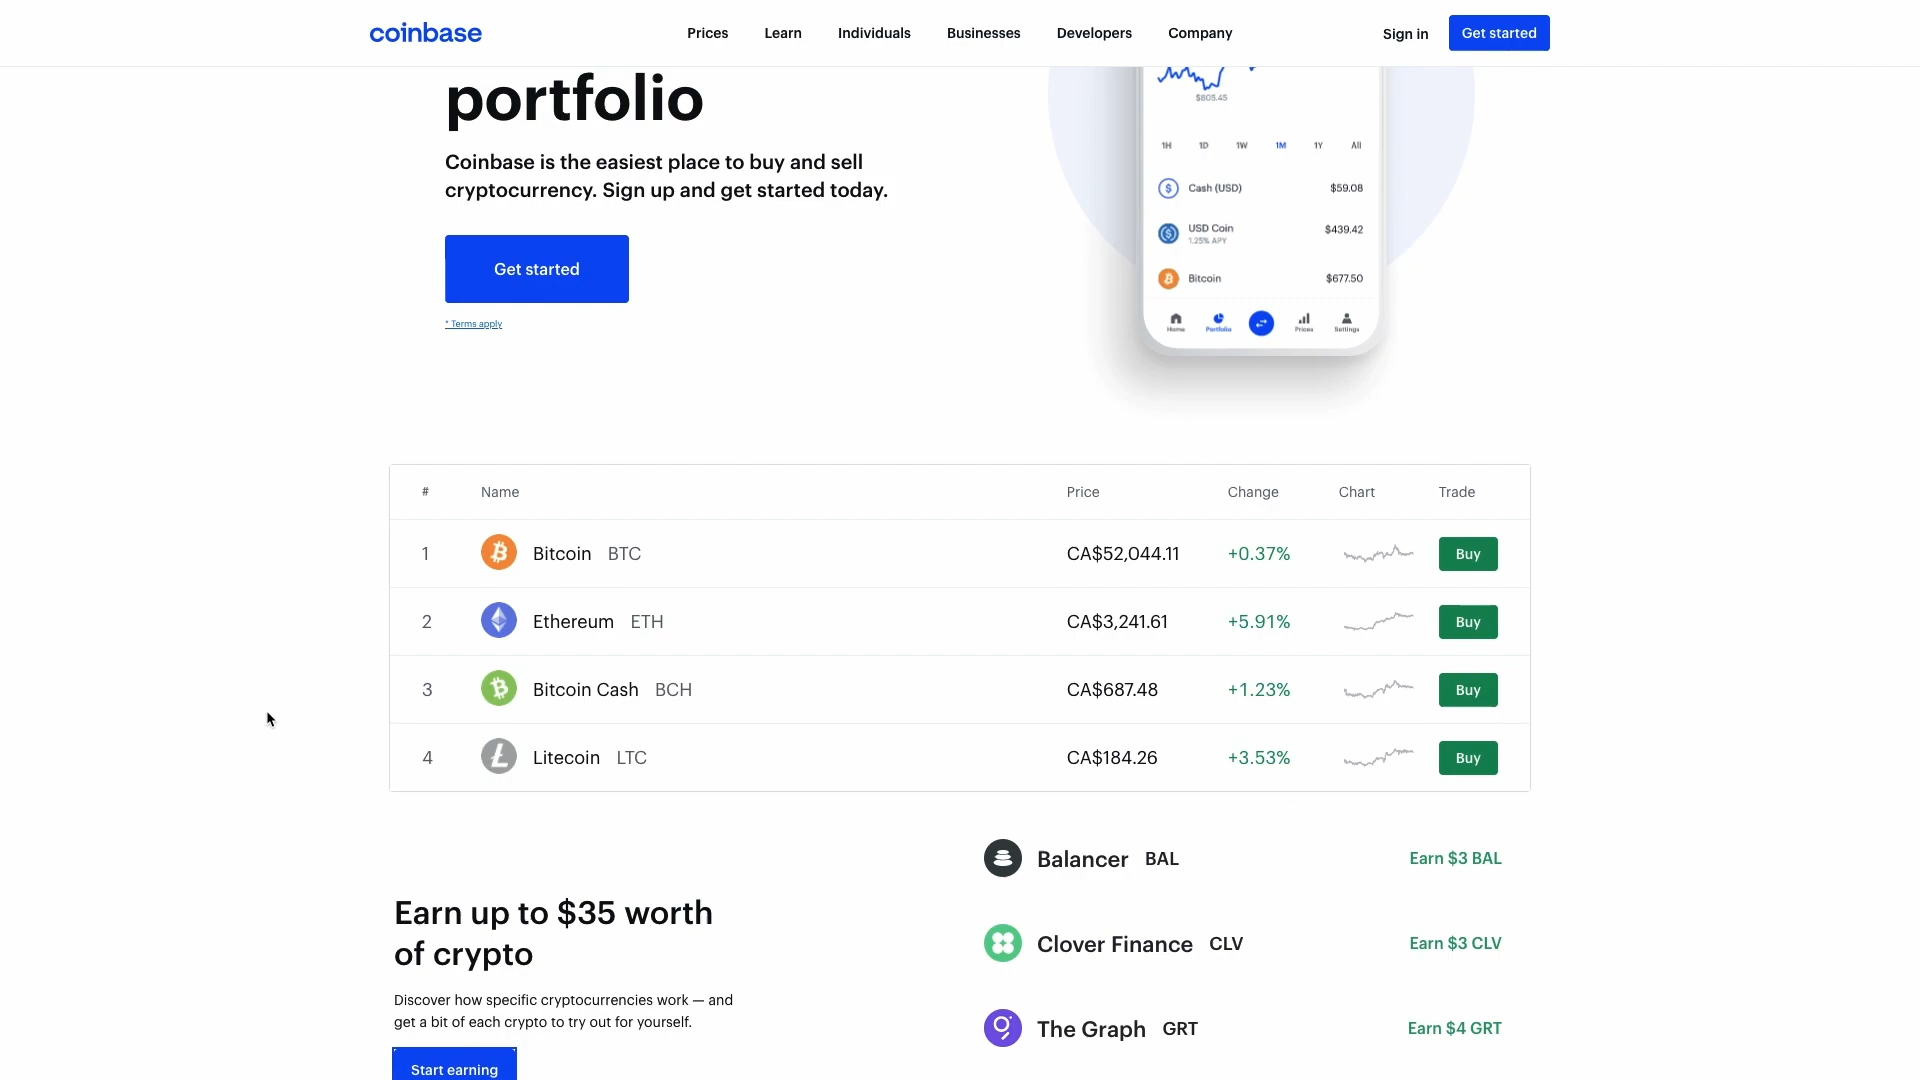 coinbase
Prices
Learn
Individuals
Businesses
Developers
Company
Sign in
Get started
portfolio
Coinbase is the easiest place to buy and sell
cryptocurrency. Sign up and get started today.
Get started
* Terms apply
$805.45
1H 1D 1W 1M 1Y All
Cash (USD) $59.08
USD Coin $439.42
1.25% APY
Bitcoin $677.50
Home Portfolio Prices Settings
# Name Price Change Chart Trade
1 Bitcoin BTC CA$52,044.11 +0.37% Buy
2 Ethereum ETH CA$3,241.61 +5.91% Buy
3 Bitcoin Cash BCH CA$687.48 +1.23% Buy
4 Litecoin LTC CA$184.26 +3.53% Buy
Earn up to $35 worth
of crypto
Discover how specific cryptocurrencies work — and
get a bit of each crypto to try out for yourself.
Start earning
Balancer BAL Earn $3 BAL
Clover Finance CLV Earn $3 CLV
The Graph GRT Earn $4 GRT